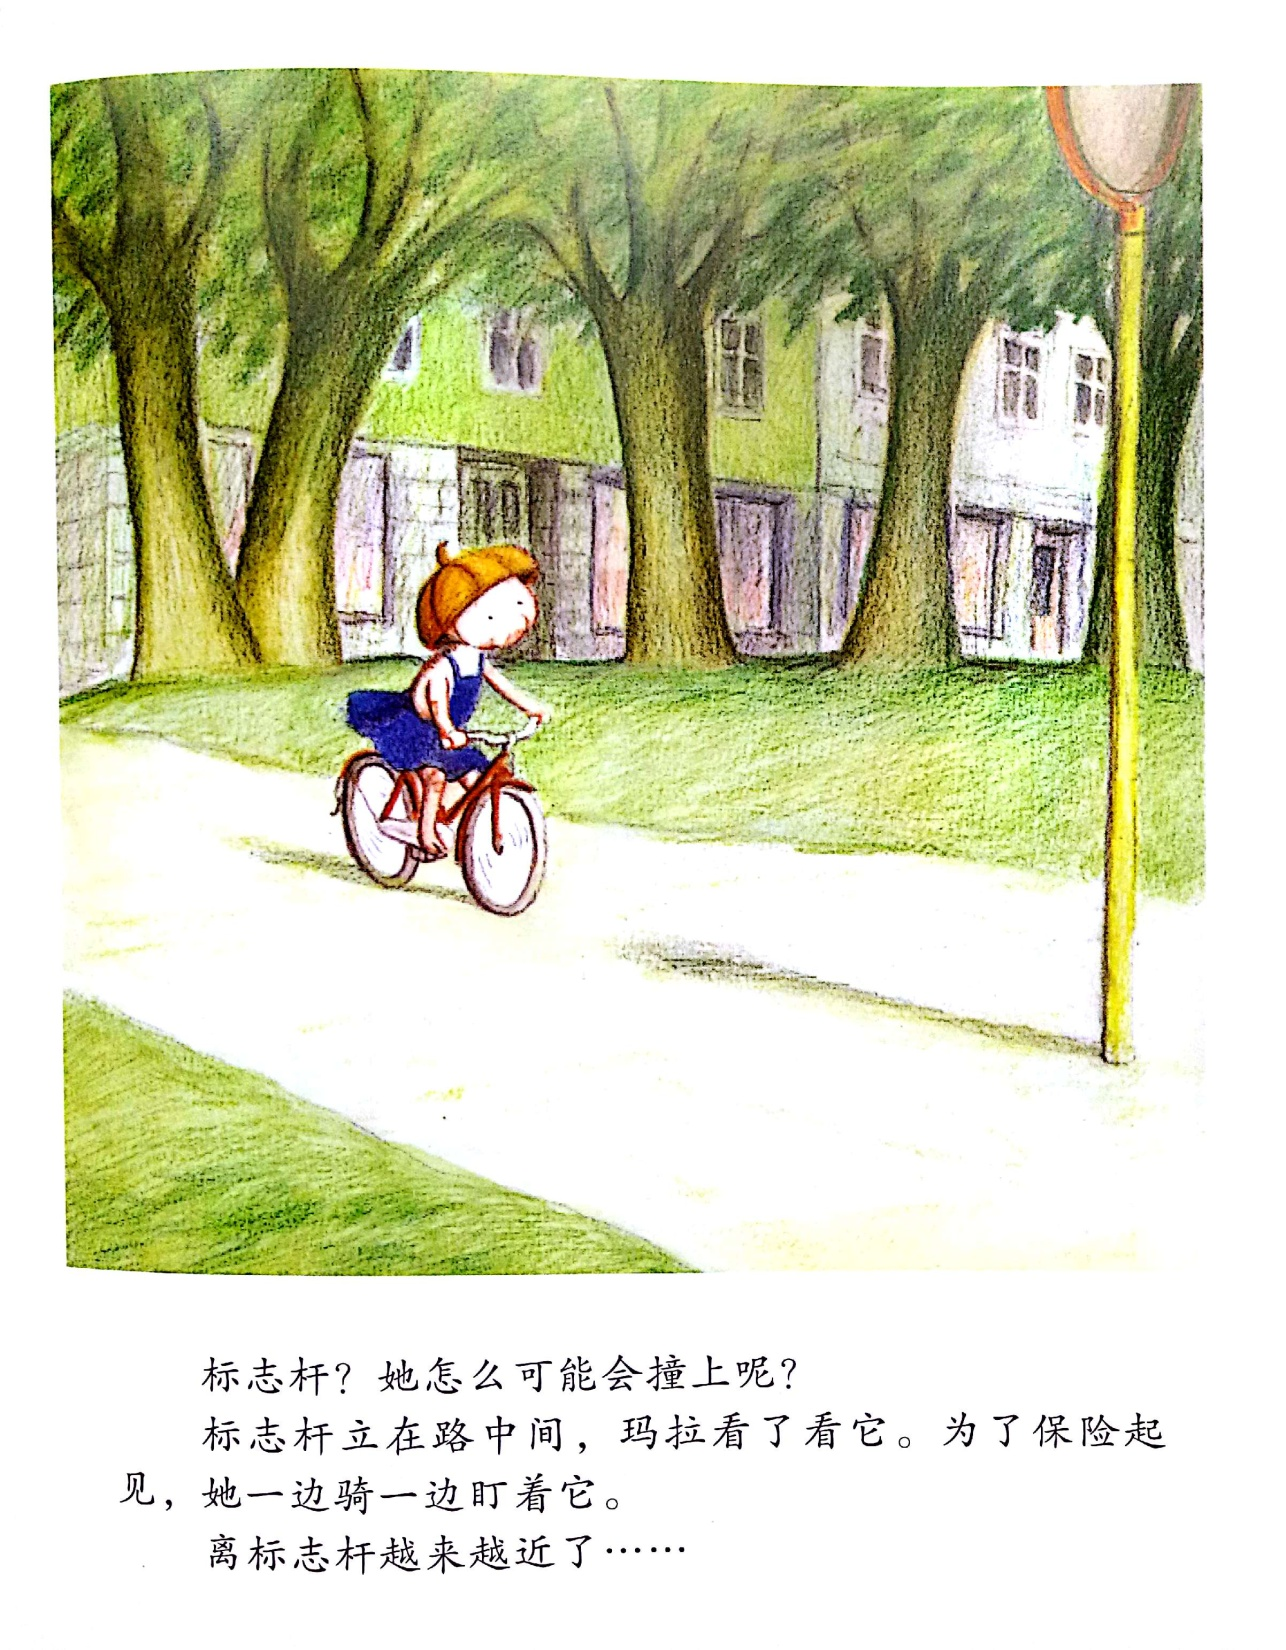 标志杆？她怎么可能会撞上呢？
标志杆立在路中间，玛拉看了看它。为了保险起
见，她一边骑一边盯着它。
离标志杆越来越近了……